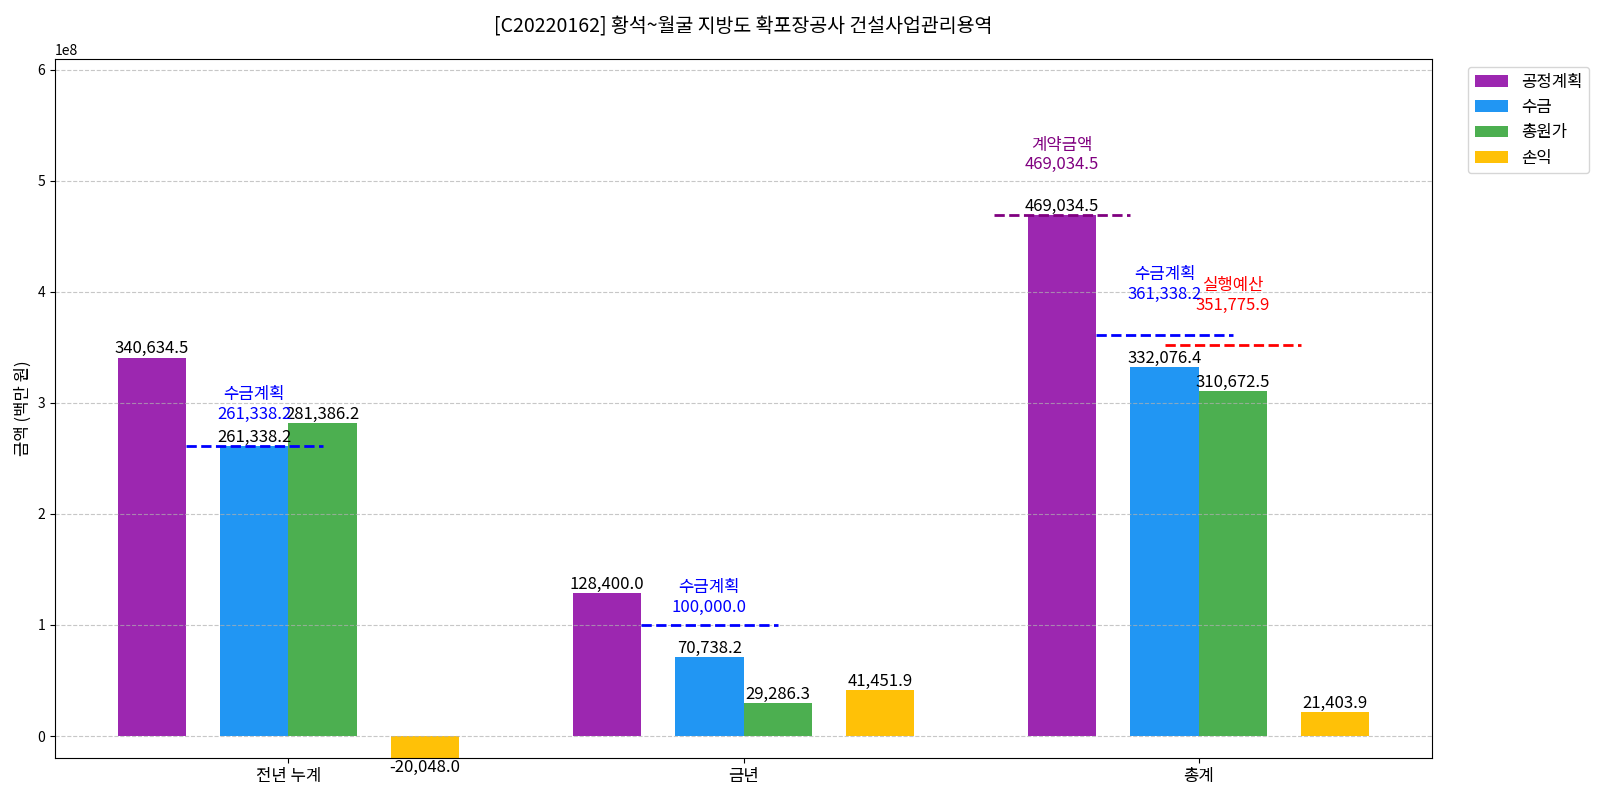 [C20220162] 황석~월굴 지방도 확포장공사 건설사업관리용역
1e8
6
5
4
3
2
1
0
금액 (백만 원)
공정계획
수금
총원가
손익
340,634.5
수금계획
261,338.2
261,338.2
281,386.2
-20,048.0
128,400.0
수금계획
100,000.0
70,738.2
29,286.3
41,451.9
계약금액
469,034.5
469,034.5
수금계획
361,338.2
실행예산
351,775.9
332,076.4
310,672.5
21,403.9
전년 누계
금년
총계